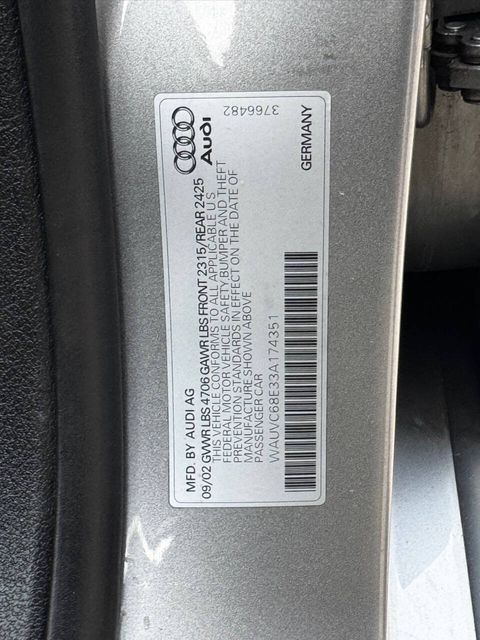 MFD. BY AUDI AG
Audi
09/02 GVWR LBS 4706 GAWR LBS FRONT 2315/REAR 2425
THIS VEHICLE CONFORMS TO ALL APPLICABLE U S
FEDERAL MOTOR VEHICLE SAFETY BUMPER AND THEFT
PREVENTION STANDARDS IN EFFECT ON THE DATE OF
MANUFACTURE SHOWN ABOVE
PASSENGER CAR
3766482
WAUVC68E33A174351
GERMANY